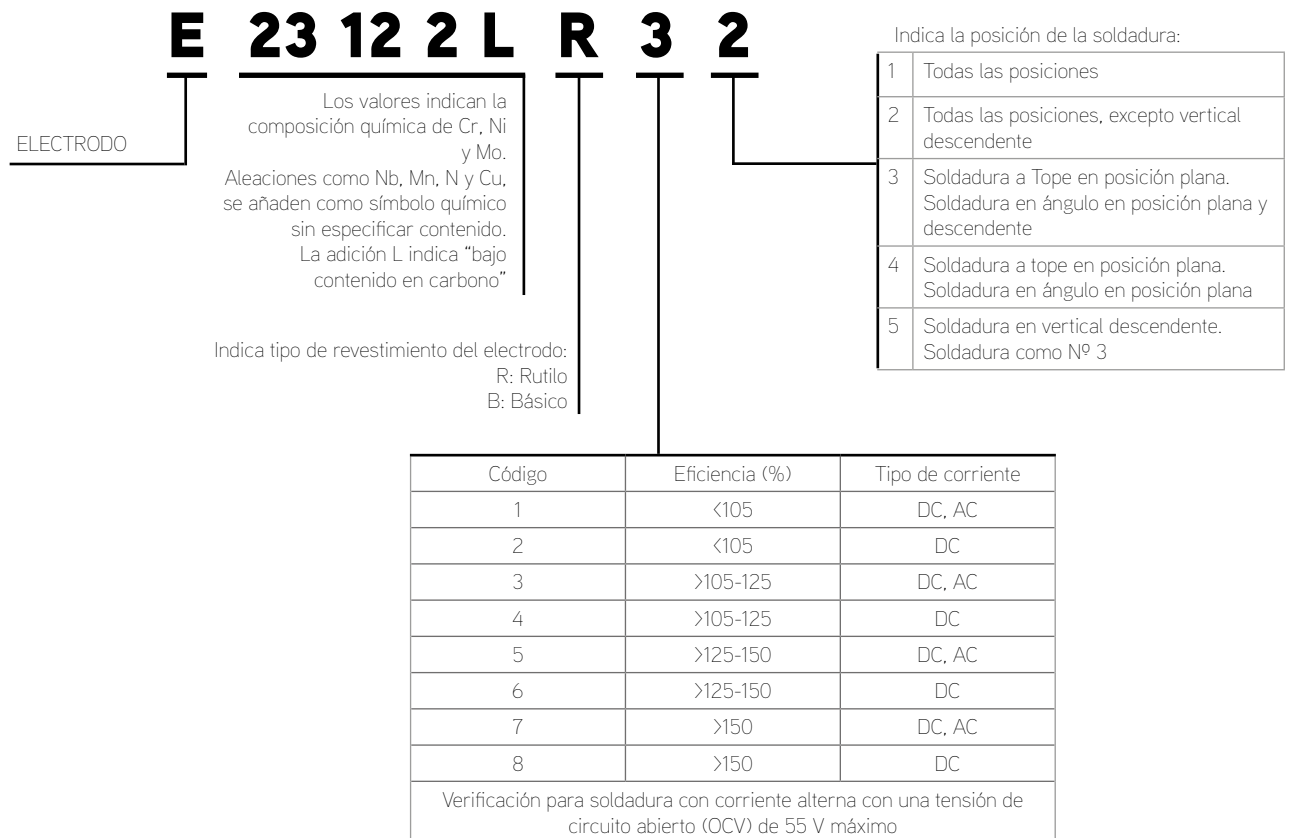 E 23 12 2 L R 3 2
ELECTRODO
Los valores indican la
composición química de Cr, Ni
y Mo.
Aleaciones como Nb, Mn, N y Cu,
se añaden como símbolo químico
sin especificar contenido.
La adición L indica “bajo
contenido en carbono”
Indica tipo de revestimiento del electrodo:
R: Rutilo
B: Básico
Indica la posición de la soldadura:
1 Todas las posiciones
2 Todas las posiciones, excepto vertical
descendente
3 Soldadura a Tope en posición plana.
Soldadura en ángulo en posición plana y
descendente
4 Soldadura a tope en posición plana.
Soldadura en ángulo en posición plana
5 Soldadura en vertical descendente.
Soldadura como Nº 3
Código Eficiencia (%) Tipo de corriente
1 <105 DC, AC
2 <105 DC
3 >105-125 DC, AC
4 >105-125 DC
5 >125-150 DC, AC
6 >125-150 DC
7 >150 DC, AC
8 >150 DC
Verificación para soldadura con corriente alterna con una tensión de
circuito abierto (OCV) de 55 V máximo